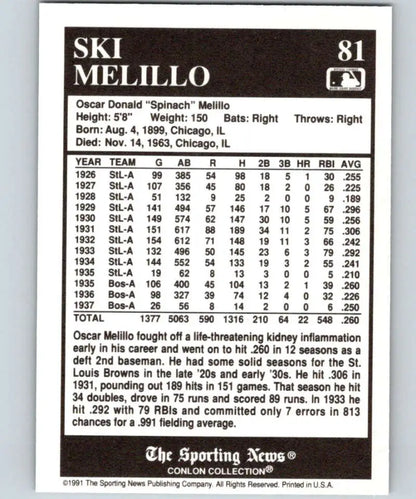 SKI 81
MELILLO
Oscar Donald "Spinach" Melillo
Height: 5'8" Weight: 150 Bats: Right Throws: Right
Born: Aug. 4, 1899, Chicago, IL
Died: Nov. 14, 1963, Chicago, IL
YEAR TEAM G AB R H 2B 3B HR RBI AVG
1926 StL-A 99 385 54 98 18 5 1 30 .255
1927 StL-A 107 356 45 80 18 2 0 26 .225
1928 StL-A 51 132 9 25 2 0 0 9 .189
1929 StL-A 141 494 57 146 17 10 5 67 .296
1930 StL-A 149 574 62 147 30 10 5 59 .256
1931 StL-A 151 617 88 189 34 11 2 75 .306
1932 StL-A 154 612 71 148 19 11 3 66 .242
1933 StL-A 132 496 50 145 23 6 3 79 .292
1934 StL-A 144 552 54 133 19 3 2 55 .241
1935 StL-A 19 62 8 13 3 0 0 5 .210
1935 Bos-A 106 400 45 104 13 2 1 39 .260
1936 Bos-A 98 327 39 74 12 4 0 32 .226
1937 Bos-A 26 56 8 14 2 0 0 6 .250
TOTAL 1377 5063 590 1316 210 64 22 548 .260
Oscar Melillo fought off a life-threatening kidney inflammation
early in his career and went on to hit .260 in 12 seasons as a
deft 2nd baseman. He had some solid seasons for the St.
Louis Browns in the late '20s and early '30s. He hit .306 in
1931, pounding out 189 hits in 151 games. That season he hit
34 doubles, drove in 75 runs and scored 89 runs. In 1933 he
hit .292 with 79 RBIs and committed only 7 errors in 813
chances for a .991 fielding average.
The Sporting News®
CONLON COLLECTION®
©1991 The Sporting News Publishing Company. All Rights Reserved. Printed in U.S.A.